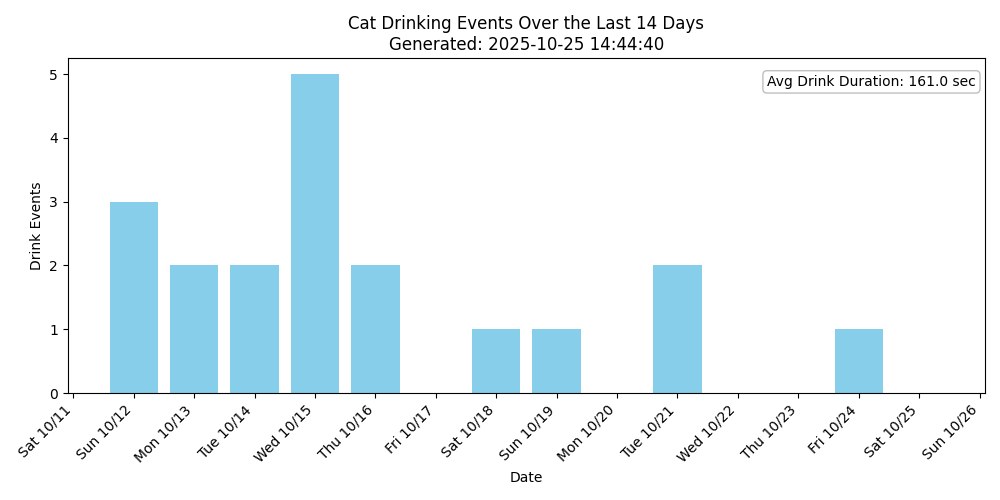 Cat Drinking Events Over the Last 14 Days
Generated: 2025-10-25 14:44:40
Avg Drink Duration: 161.0 sec
Drink Events
5
4
3
2
1
0
Sat 10/11
Sun 10/12
Mon 10/13
Tue 10/14
Wed 10/15
Thu 10/16
Fri 10/17
Sat 10/18
Sun 10/19
Mon 10/20
Tue 10/21
Wed 10/22
Thu 10/23
Fri 10/24
Sat 10/25
Sun 10/26
Date